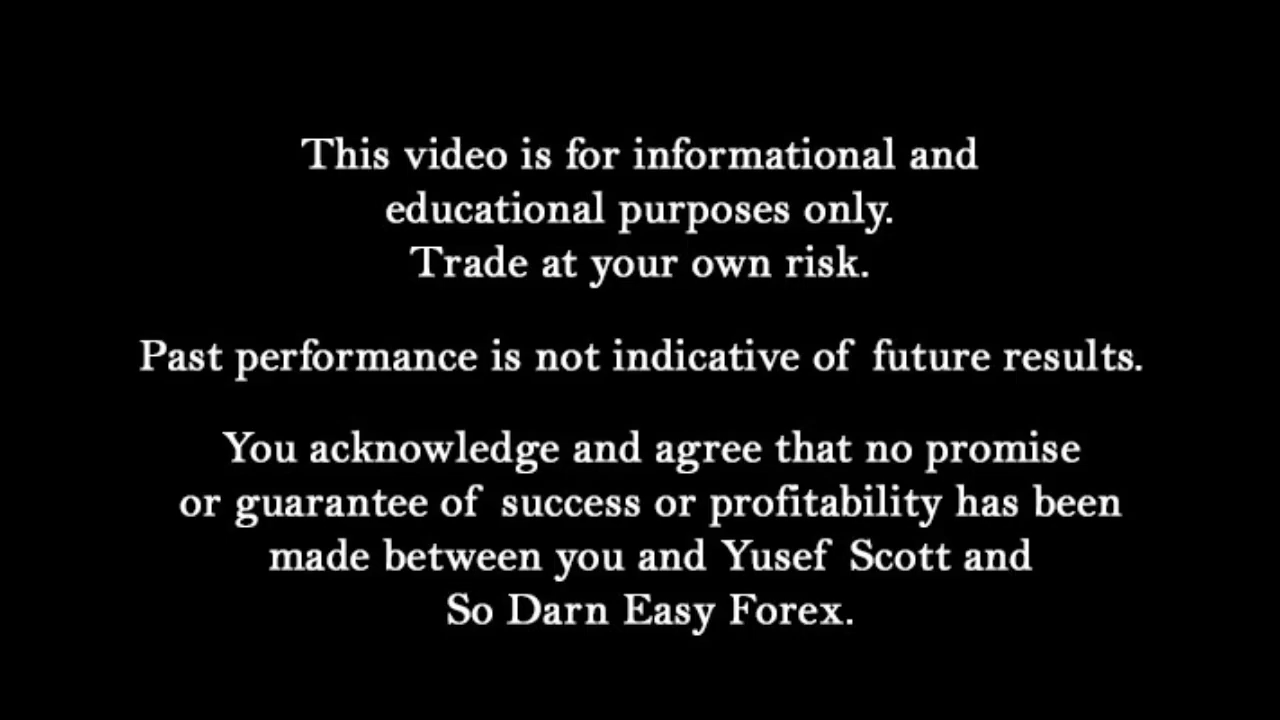 This video is for informational and
educational purposes only.
Trade at your own risk.
Past performance is not indicative of future results.
You acknowledge and agree that no promise
or guarantee of success or profitability has been
made between you and Yusef Scott and
So Darn Easy Forex.